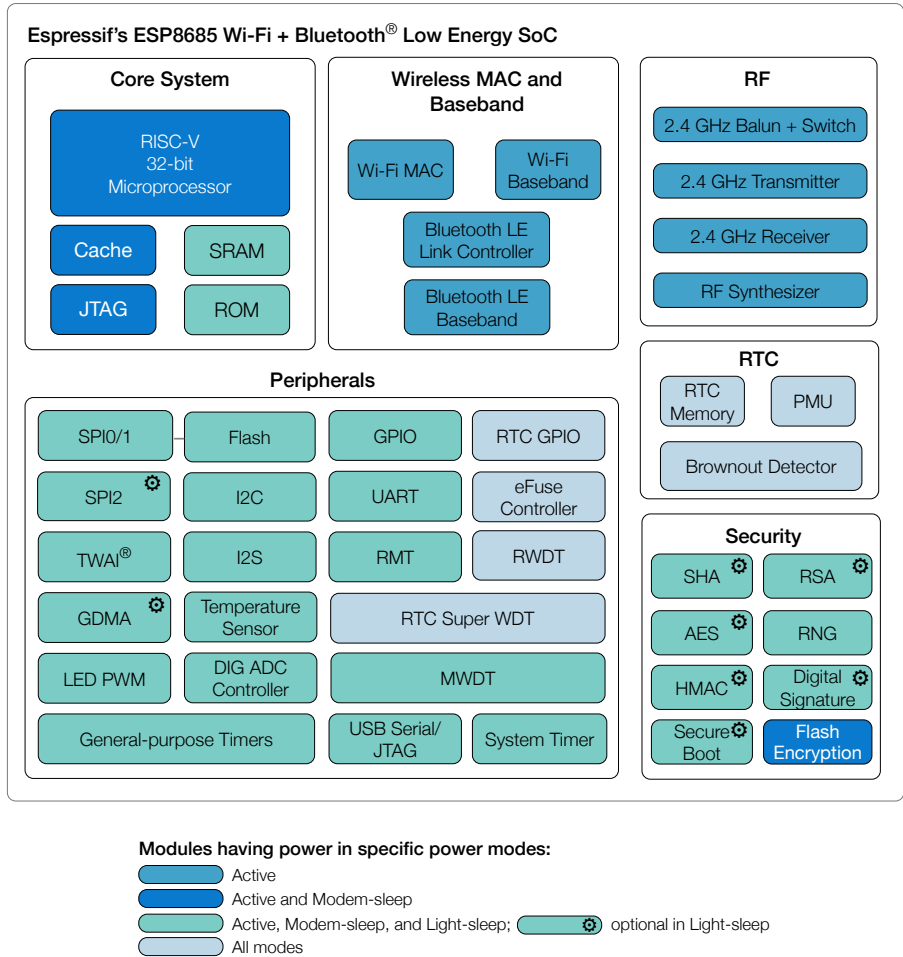 Espressif's ESP8685 Wi-Fi + Bluetooth® Low Energy SoC
Core System
RISC-V
32-bit
Microprocessor
Cache
SRAM
JTAG
ROM
Wireless MAC and
Baseband
Wi-Fi MAC
Wi-Fi
Baseband
Bluetooth LE
Link Controller
Bluetooth LE
Baseband
RF
2.4 GHz Balun + Switch
2.4 GHz Transmitter
2.4 GHz Receiver
RF Synthesizer
RTC
RTC
Memory
PMU
Brownout Detector
Peripherals
SPI0/1
Flash
GPIO
RTC GPIO
SPI2
I2C
UART
eFuse
Controller
TWAI®
I2S
RMT
RWDT
GDMA
Temperature
Sensor
RTC Super WDT
LED PWM
DIG ADC
Controller
MWDT
General-purpose Timers
USB Serial/
JTAG
System Timer
Security
SHA
RSA
AES
RNG
HMAC
Digital
Signature
Secure
Boot
Flash
Encryption
Modules having power in specific power modes:
Active
Active and Modem-sleep
Active, Modem-sleep, and Light-sleep; optional in Light-sleep
All modes